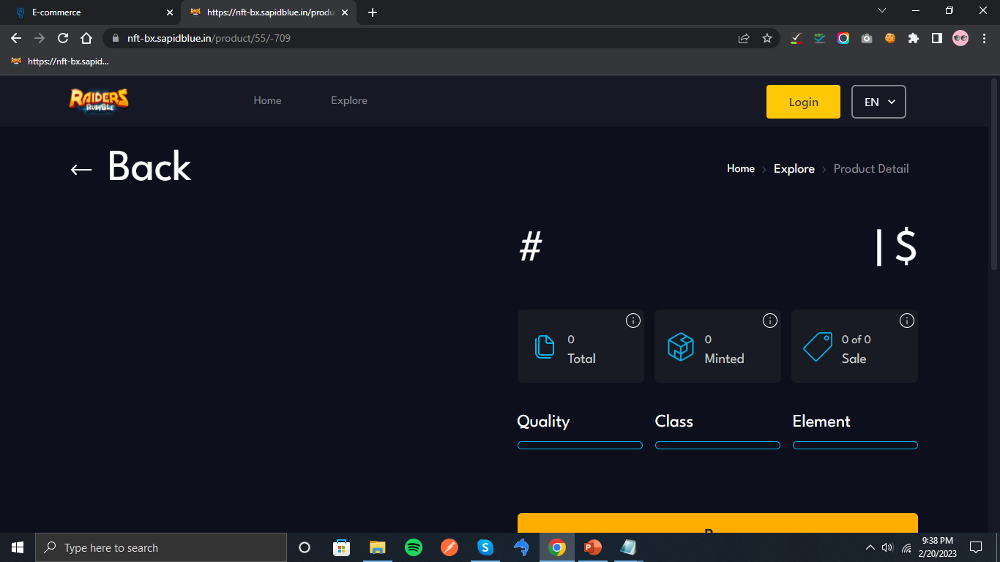 E-commerce
https://nft-bx.sapidblue.in/produ
nft-bx.sapidblue.in/product/55/-709
https://nft-bx.sapid...
RAIDERS
RUMBLE
Home
Explore
Login
EN
← Back
Home > Explore > Product Detail
#
| $
0
Total
0
Minted
0 of 0
Sale
Quality
Class
Element
Type here to search
9:38 PM
2/20/2023